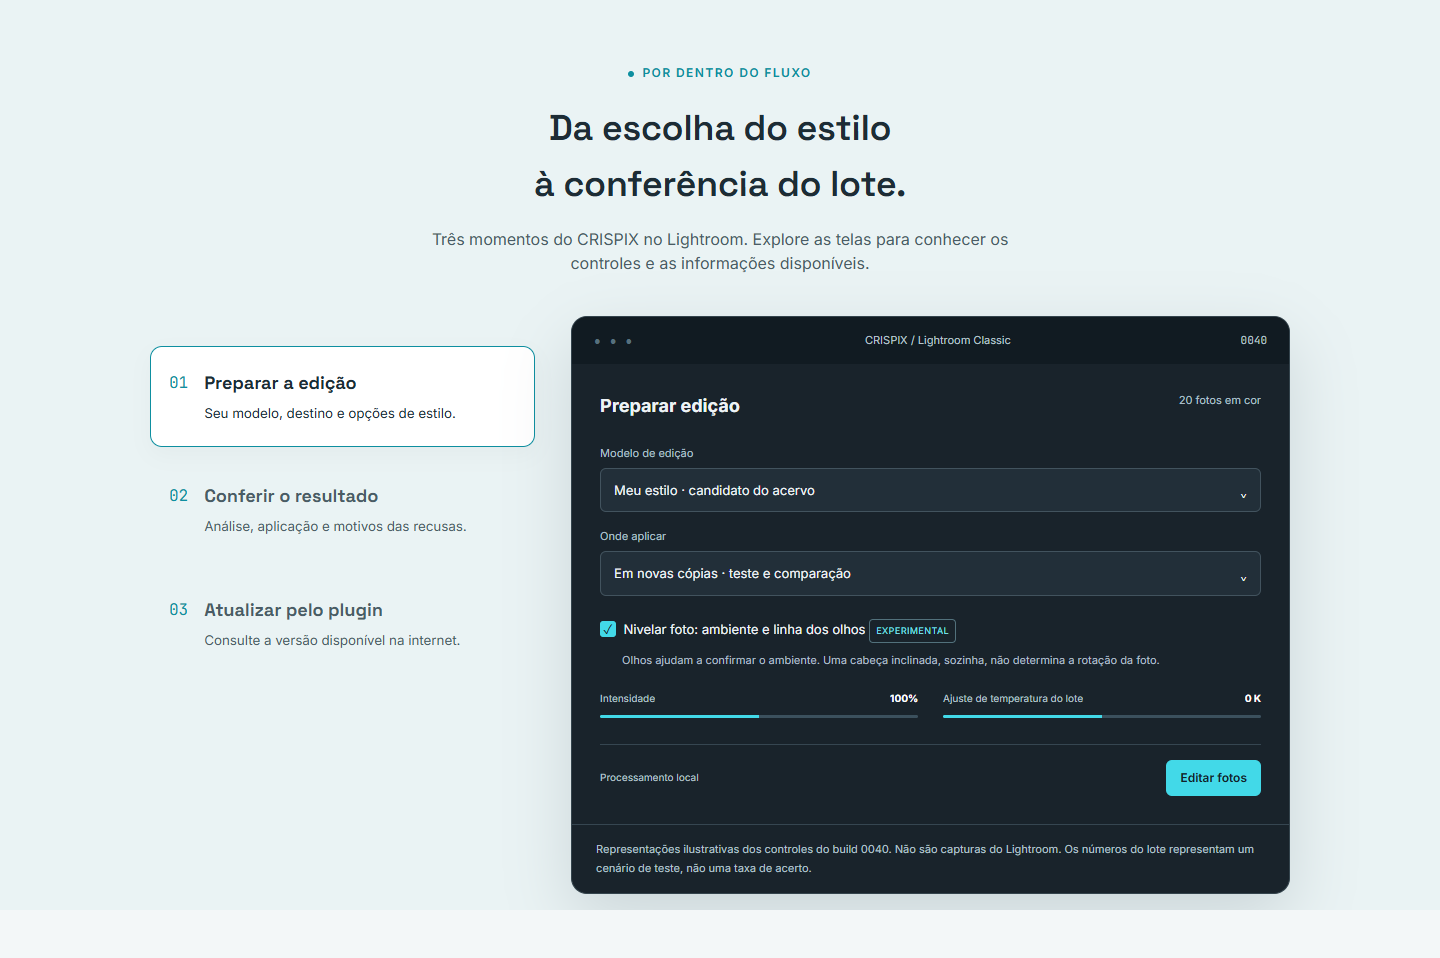 POR DENTRO DO FLUXO
Da escolha do estilo
à conferência do lote.
Três momentos do CRISPIX no Lightroom. Explore as telas para conhecer os
controles e as informações disponíveis.
01 Preparar a edição
Seu modelo, destino e opções de estilo.
02 Conferir o resultado
Análise, aplicação e motivos das recusas.
03 Atualizar pelo plugin
Consulte a versão disponível na internet.
CRISPIX / Lightroom Classic 0040
Preparar edição 20 fotos em cor
Modelo de edição
Meu estilo · candidato do acervo
Onde aplicar
Em novas cópias · teste e comparação
Nivelar foto: ambiente e linha dos olhos EXPERIMENTAL
Olhos ajudam a confirmar o ambiente. Uma cabeça inclinada, sozinha, não determina a rotação da foto.
Intensidade 100% Ajuste de temperatura do lote 0 K
Processamento local Editar fotos
Representações ilustrativas dos controles do build 0040. Não são capturas do Lightroom. Os números do lote representam um
cenário de teste, não uma taxa de acerto.